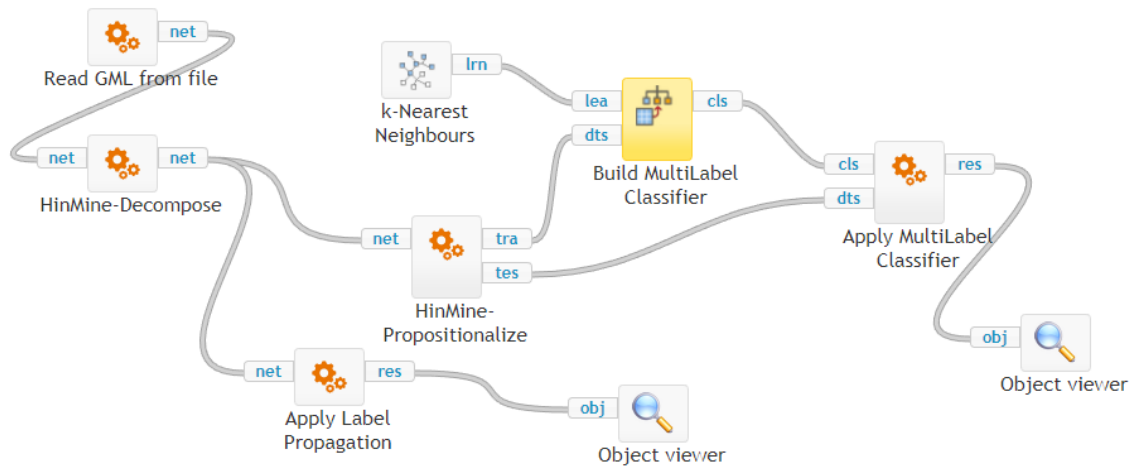 net
Read GML from file
lrn
k-Nearest
Neighbours
lea
cls
dts
Build MultiLabel
Classifier
net
net
HinMine-Decompose
cls
res
dts
Apply MultiLabel
Classifier
net
tra
tes
HinMine-
Propositionalize
obj
Object viewer
net
res
Apply Label
Propagation
obj
Object viewer